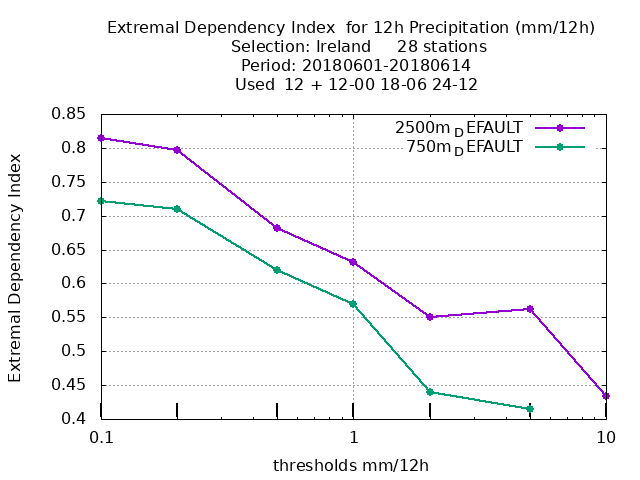 Extremal Dependency Index  for 12h Precipitation (mm/12h)
Selection: Ireland     28 stations
Period: 20180601-20180614
Used  12 + 12-00 18-06 24-12
0.85
2500mDEFAULT
750mDEFAULT
0.8
0.75
0.7
0.65
0.6
0.55
0.5
0.45
0.4
Extremal Dependency Index
0.1
1
10
thresholds mm/12h